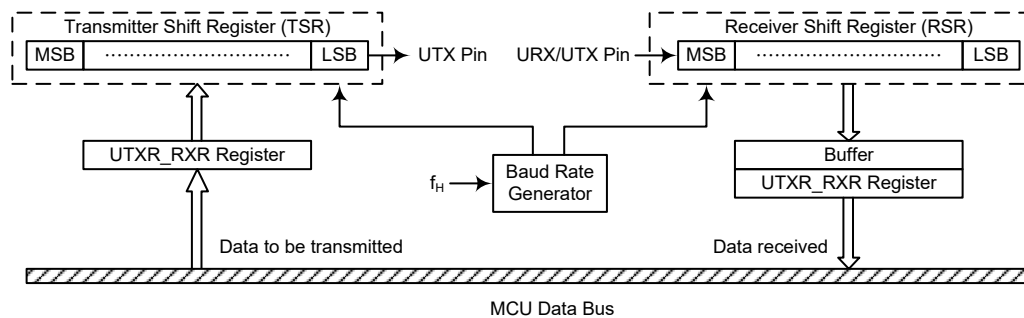 Transmitter Shift Register (TSR)
MSB ........................... LSB
UTX Pin
URX/UTX Pin
Receiver Shift Register (RSR)
MSB ........................... LSB
UTXR_RXR Register
Baud Rate
Generator
fH
Buffer
UTXR_RXR Register
Data to be transmitted
Data received
MCU Data Bus